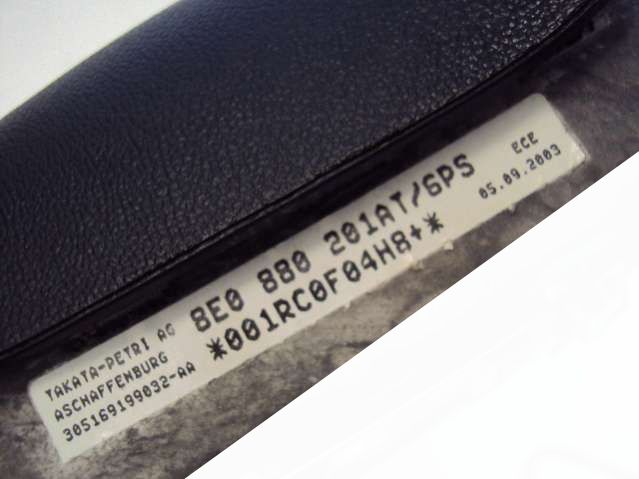 TAKATA-PETRI AG
ASCHAFFENBURG
305169199032-AA
8E0 880 201AT/6PS
*001RC0F04H8+*
ECE
05.09.2003